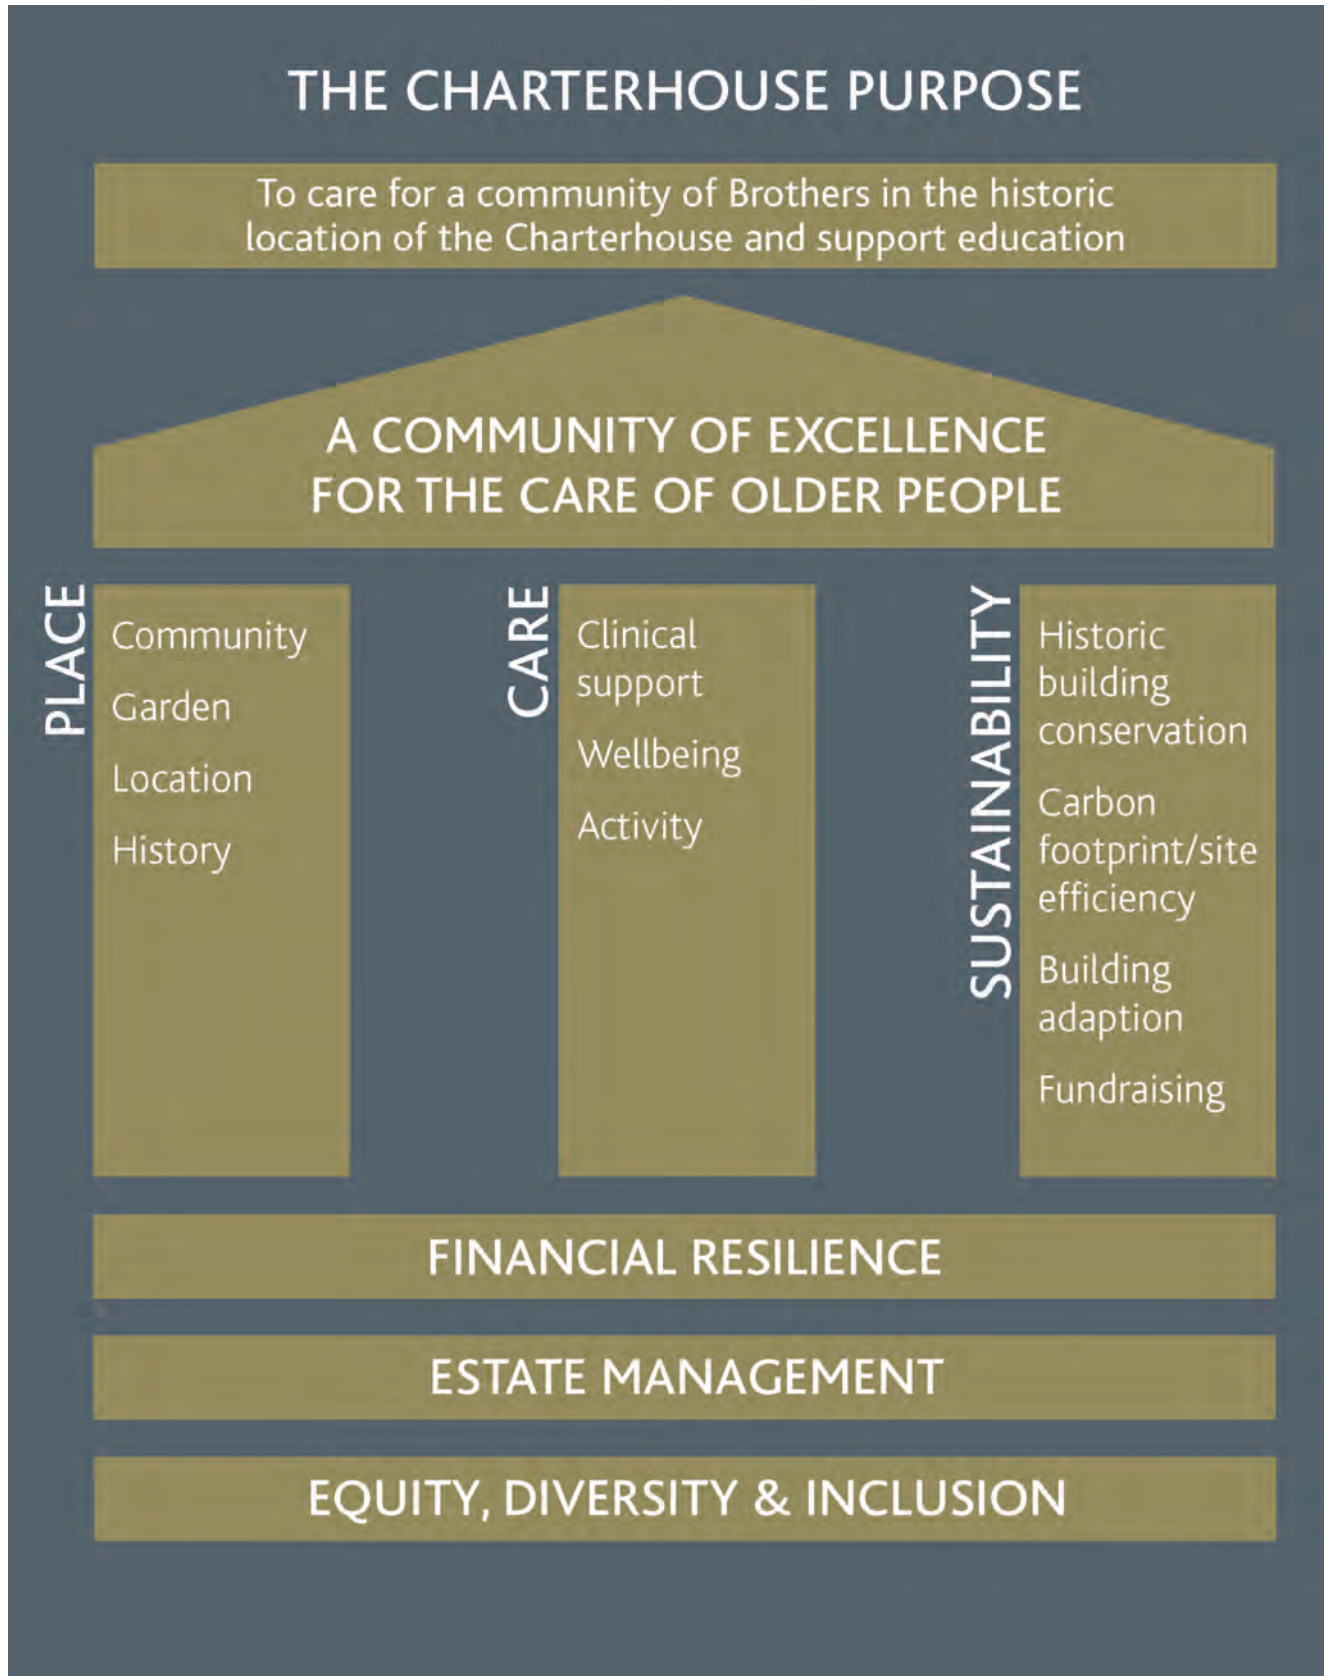 THE CHARTERHOUSE PURPOSE
To care for a community of Brothers in the historic
location of the Charterhouse and support education
A COMMUNITY OF EXCELLENCE
FOR THE CARE OF OLDER PEOPLE
PLACE
Community
Garden
Location
History
CARE
Clinical
support
Wellbeing
Activity
SUSTAINABILITY
Historic
building
conservation
Carbon
footprint/site
efficiency
Building
adaption
Fundraising
FINANCIAL RESILIENCE
ESTATE MANAGEMENT
EQUITY, DIVERSITY & INCLUSION